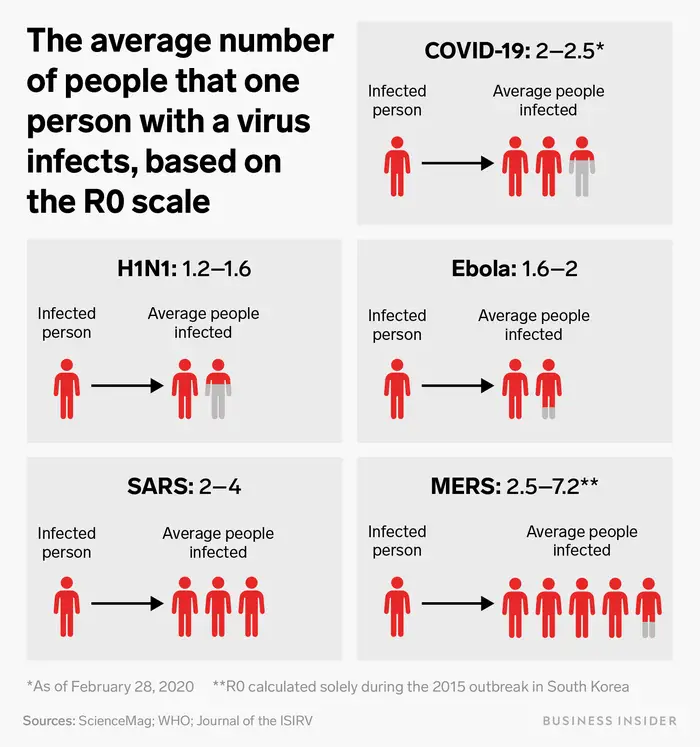 The average number
of people that one
person with a virus
infects, based on
the R0 scale
COVID-19: 2–2.5*
Infected
person
Average people
infected
H1N1: 1.2–1.6
Infected
person
Average people
infected
Ebola: 1.6–2
Infected
person
Average people
infected
SARS: 2–4
Infected
person
Average people
infected
MERS: 2.5–7.2**
Infected
person
Average people
infected
*As of February 28, 2020 **R0 calculated solely during the 2015 outbreak in South Korea
Sources: ScienceMag; WHO; Journal of the ISIRV
BUSINESS INSIDER